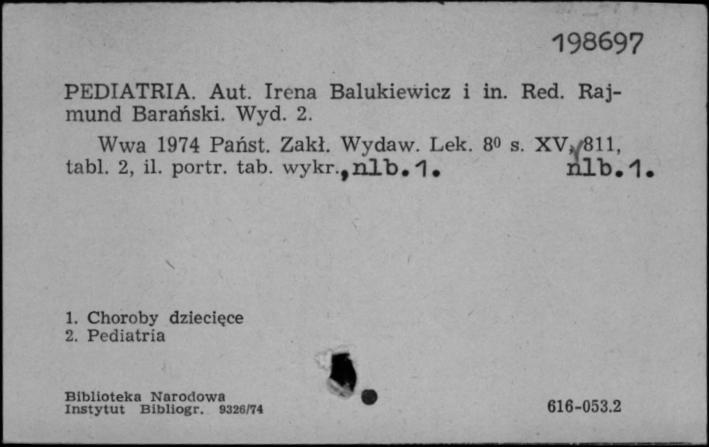 198697
PEDIATRIA. Aut. Irena Balukiewicz i in. Red. Raj-
mund Barański. Wyd. 2.
Wwa 1974 Państ. Zakł. Wydaw. Lek. 8⁰ s. XV, 811,
tabl. 2, il. portr. tab. wykr., nlb.1. nlb.1.
1. Choroby dziecięce
2. Pediatria
Biblioteka Narodowa
Instytut Bibliogr. 9326/74
616-053.2